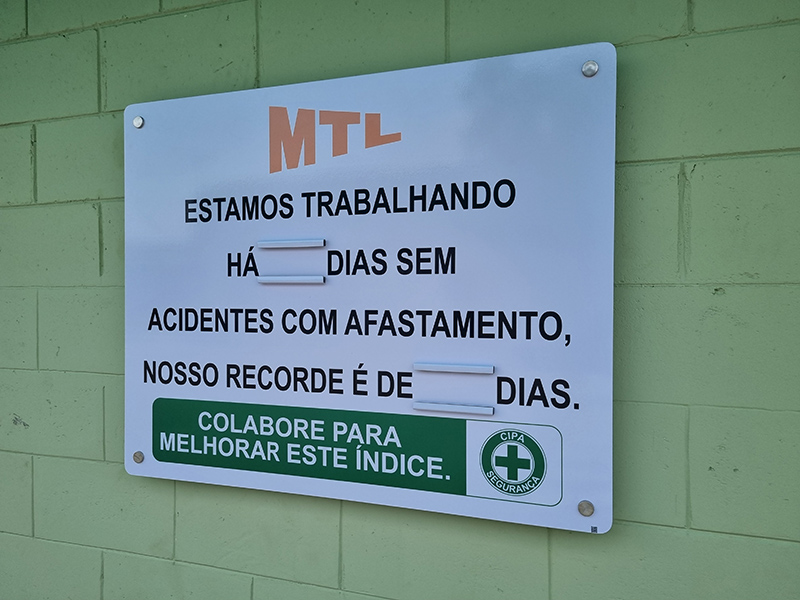 MTL
ESTAMOS TRABALHANDO
HÁ DIAS SEM
ACIDENTES COM AFASTAMENTO,
NOSSO RECORDE É DE DIAS.
COLABORE PARA
MELHORAR ESTE ÍNDICE.
CIPA
SEGURANÇA